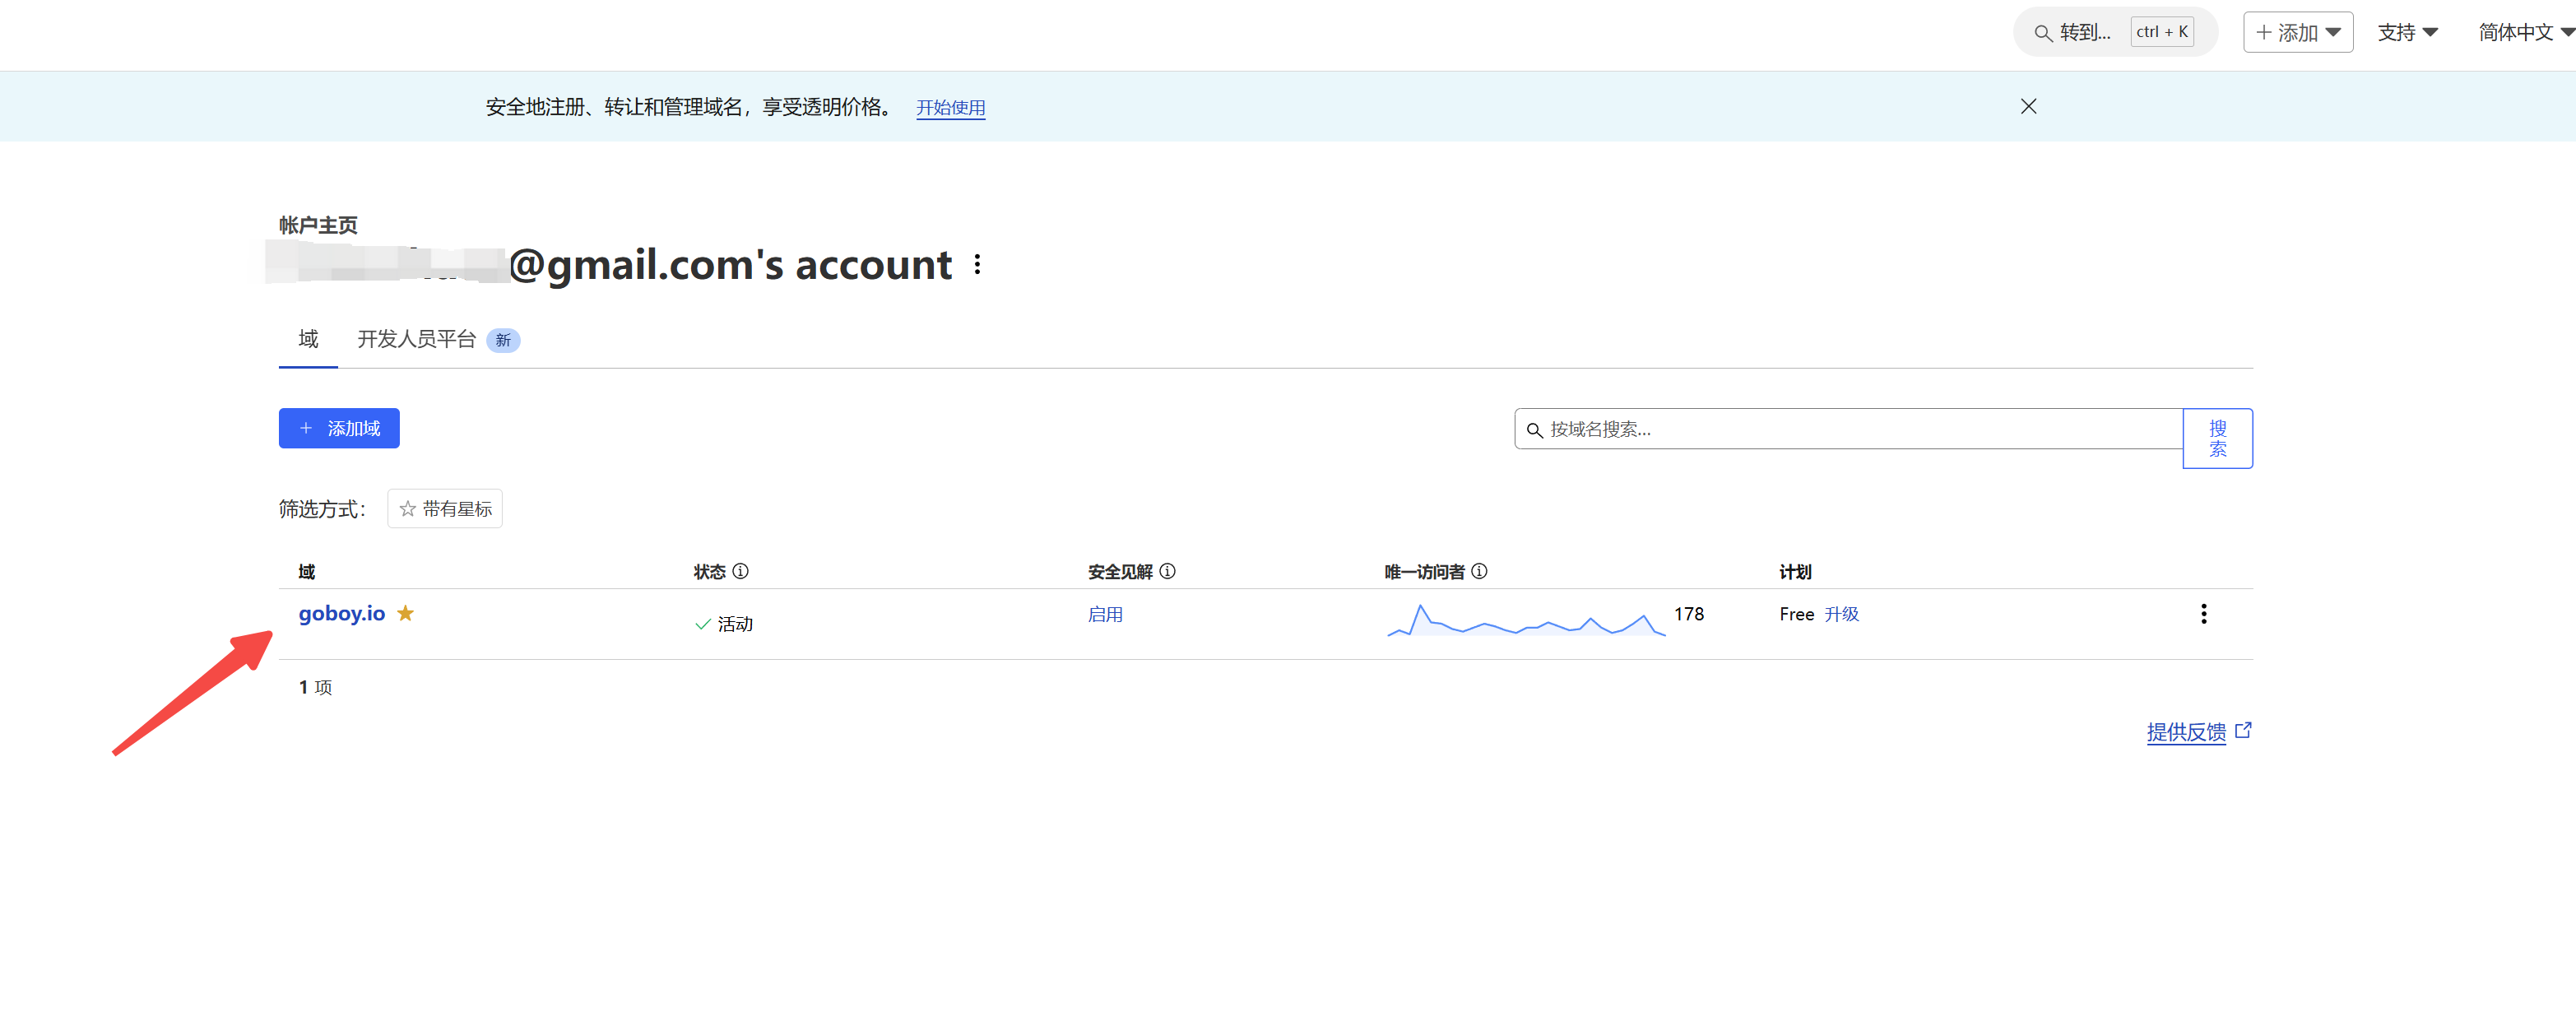 转到... ctrl + K
添加
支持
简体中文
安全地注册、转让和管理域名，享受透明价格。 开始使用
帐户主页
@gmail.com's account
域 开发人员平台 新
添加域
按域名搜索...
搜索
筛选方式： 带有星标
域 状态 安全见解 唯一访问者 计划
goboy.io 活动 启用 178 Free 升级
1 项
提供反馈